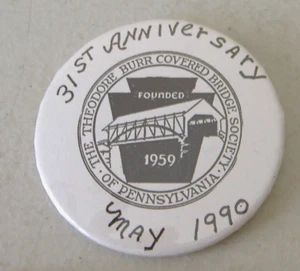 31ST ANNIVERSARY
THE THEODORE BURR COVERED BRIDGE SOCIETY
· OF PENNSYLVANIA ·
FOUNDED
1959
MAY 1990